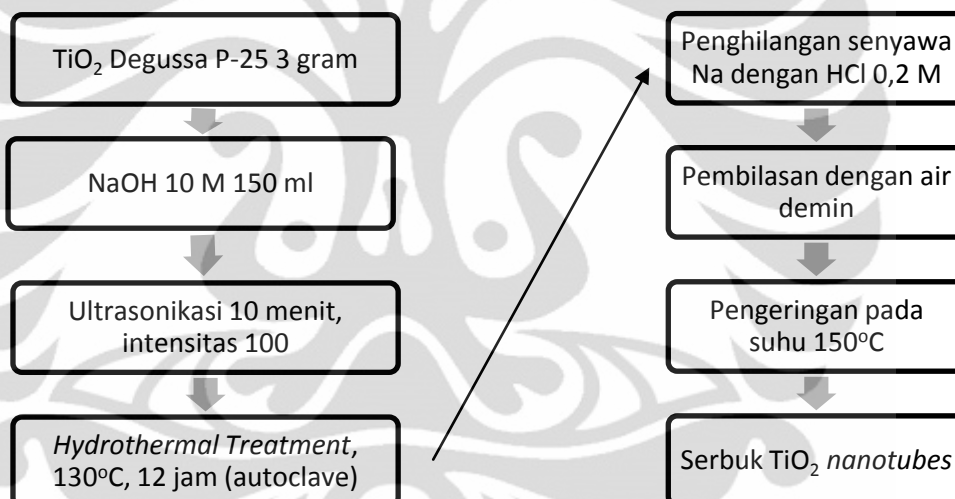 TiO₂ Degussa P-25 3 gram
NaOH 10 M 150 ml
Ultrasonikasi 10 menit,
intensitas 100
Hydrothermal Treatment,
130°C, 12 jam (autoclave)
Penghilangan senyawa
Na dengan HCl 0,2 M
Pembilasan dengan air
demin
Pengeringan pada
suhu 150°C
Serbuk TiO₂ nanotubes